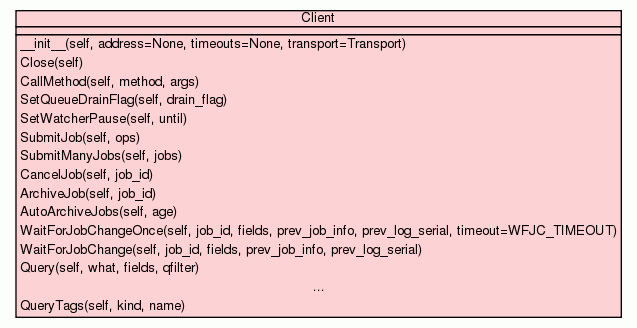 Client
__init__(self, address=None, timeouts=None, transport=Transport)
Close(self)
CallMethod(self, method, args)
SetQueueDrainFlag(self, drain_flag)
SetWatcherPause(self, until)
SubmitJob(self, ops)
SubmitManyJobs(self, jobs)
CancelJob(self, job_id)
ArchiveJob(self, job_id)
AutoArchiveJobs(self, age)
WaitForJobChangeOnce(self, job_id, fields, prev_job_info, prev_log_serial, timeout=WFJC_TIMEOUT)
WaitForJobChange(self, job_id, fields, prev_job_info, prev_log_serial)
Query(self, what, fields, qfilter)
...
QueryTags(self, kind, name)